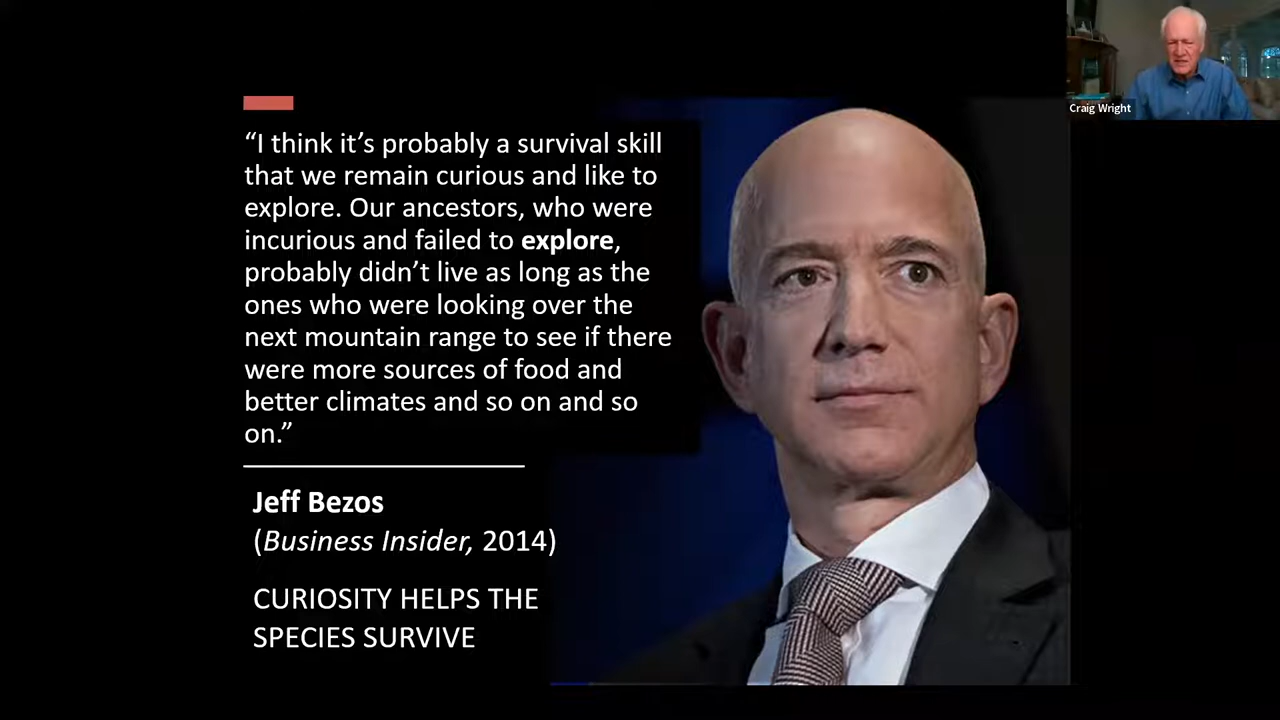 Craig Wright
“I think it’s probably a survival skill
that we remain curious and like to
explore. Our ancestors, who were
incurious and failed to explore,
probably didn’t live as long as the
ones who were looking over the
next mountain range to see if there
were more sources of food and
better climates and so on and so
on.”
Jeff Bezos
(Business Insider, 2014)
CURIOSITY HELPS THE
SPECIES SURVIVE